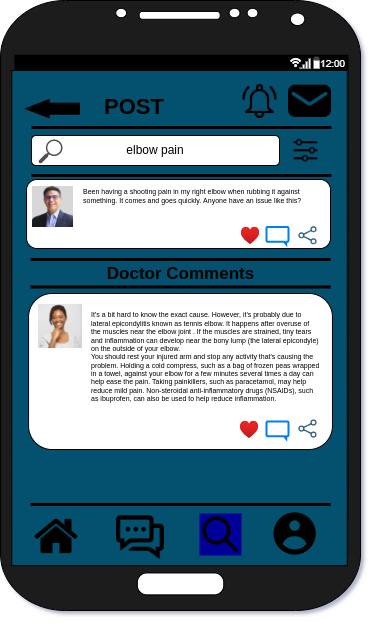 12:00
POST
elbow pain
Been having a shooting pain in my right elbow when rubbing it against
something. It comes and goes quickly. Anyone have an issue like this?
Doctor Comments
It's a bit hard to know the exact cause. However, it's probably due to
lateral epicondylitis known as tennis elbow. It happens after overuse of
the muscles near the elbow joint . If the muscles are strained, tiny tears
and inflammation can develop near the bony lump (the lateral epicondyle)
on the outside of your elbow.
You should rest your injured arm and stop any activity that's causing the
problem. Holding a cold compress, such as a bag of frozen peas wrapped
in a towel, against your elbow for a few minutes several times a day can
help ease the pain. Taking painkillers, such as paracetamol, may help
reduce mild pain. Non-steroidal anti-inflammatory drugs (NSAIDs), such
as ibuprofen, can also be used to help reduce inflammation.